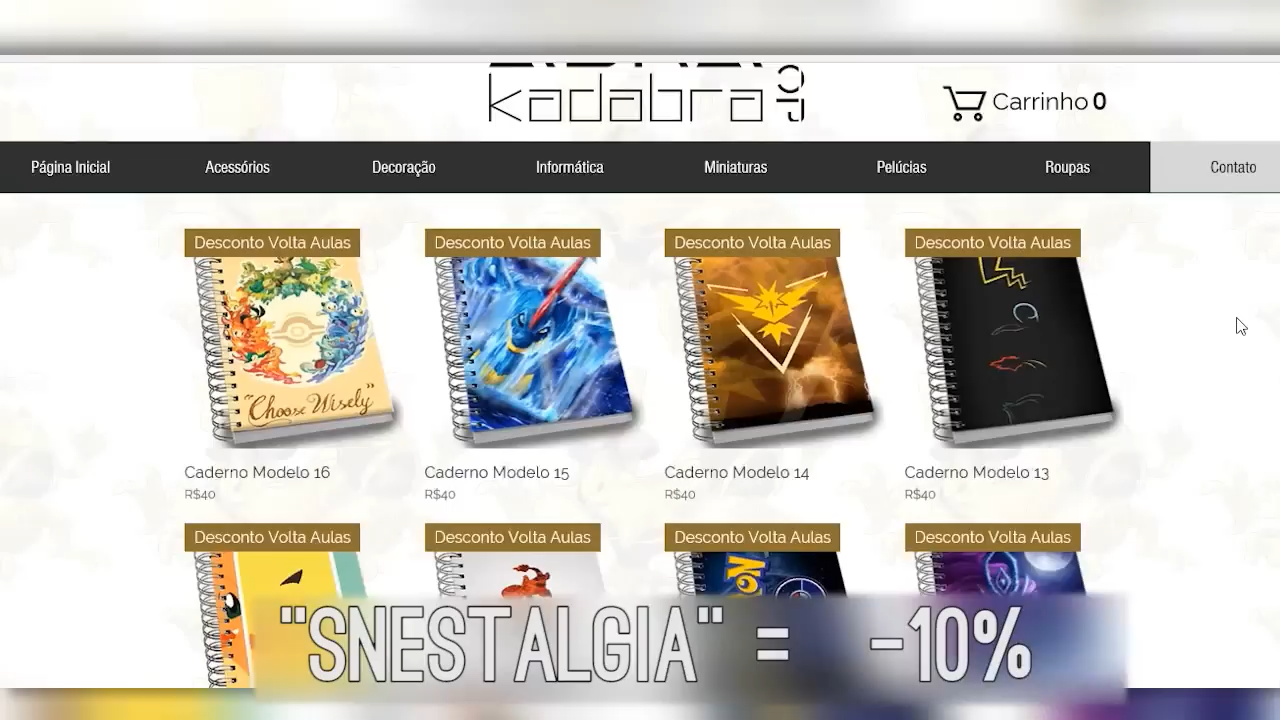 kadabra
Carrinho 0
Página Inicial Acessórios Decoração Informática Miniaturas Pelúcias Roupas Contato
Desconto Volta Aulas Desconto Volta Aulas Desconto Volta Aulas Desconto Volta Aulas
"Choose Wisely"
Caderno Modelo 16 Caderno Modelo 15 Caderno Modelo 14 Caderno Modelo 13
R$40 R$40 R$40 R$40
Desconto Volta Aulas Desconto Volta Aulas Desconto Volta Aulas Desconto Volta Aulas
"SNESTALGIA" = -10%